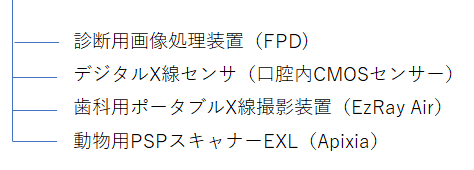 診断用画像処理装置（FPD）
デジタルX線センサ（口腔内CMOSセンサー）
歯科用ポータブルX線撮影装置（EzRay Air）
動物用PSPスキャナーEXL（Apixia）